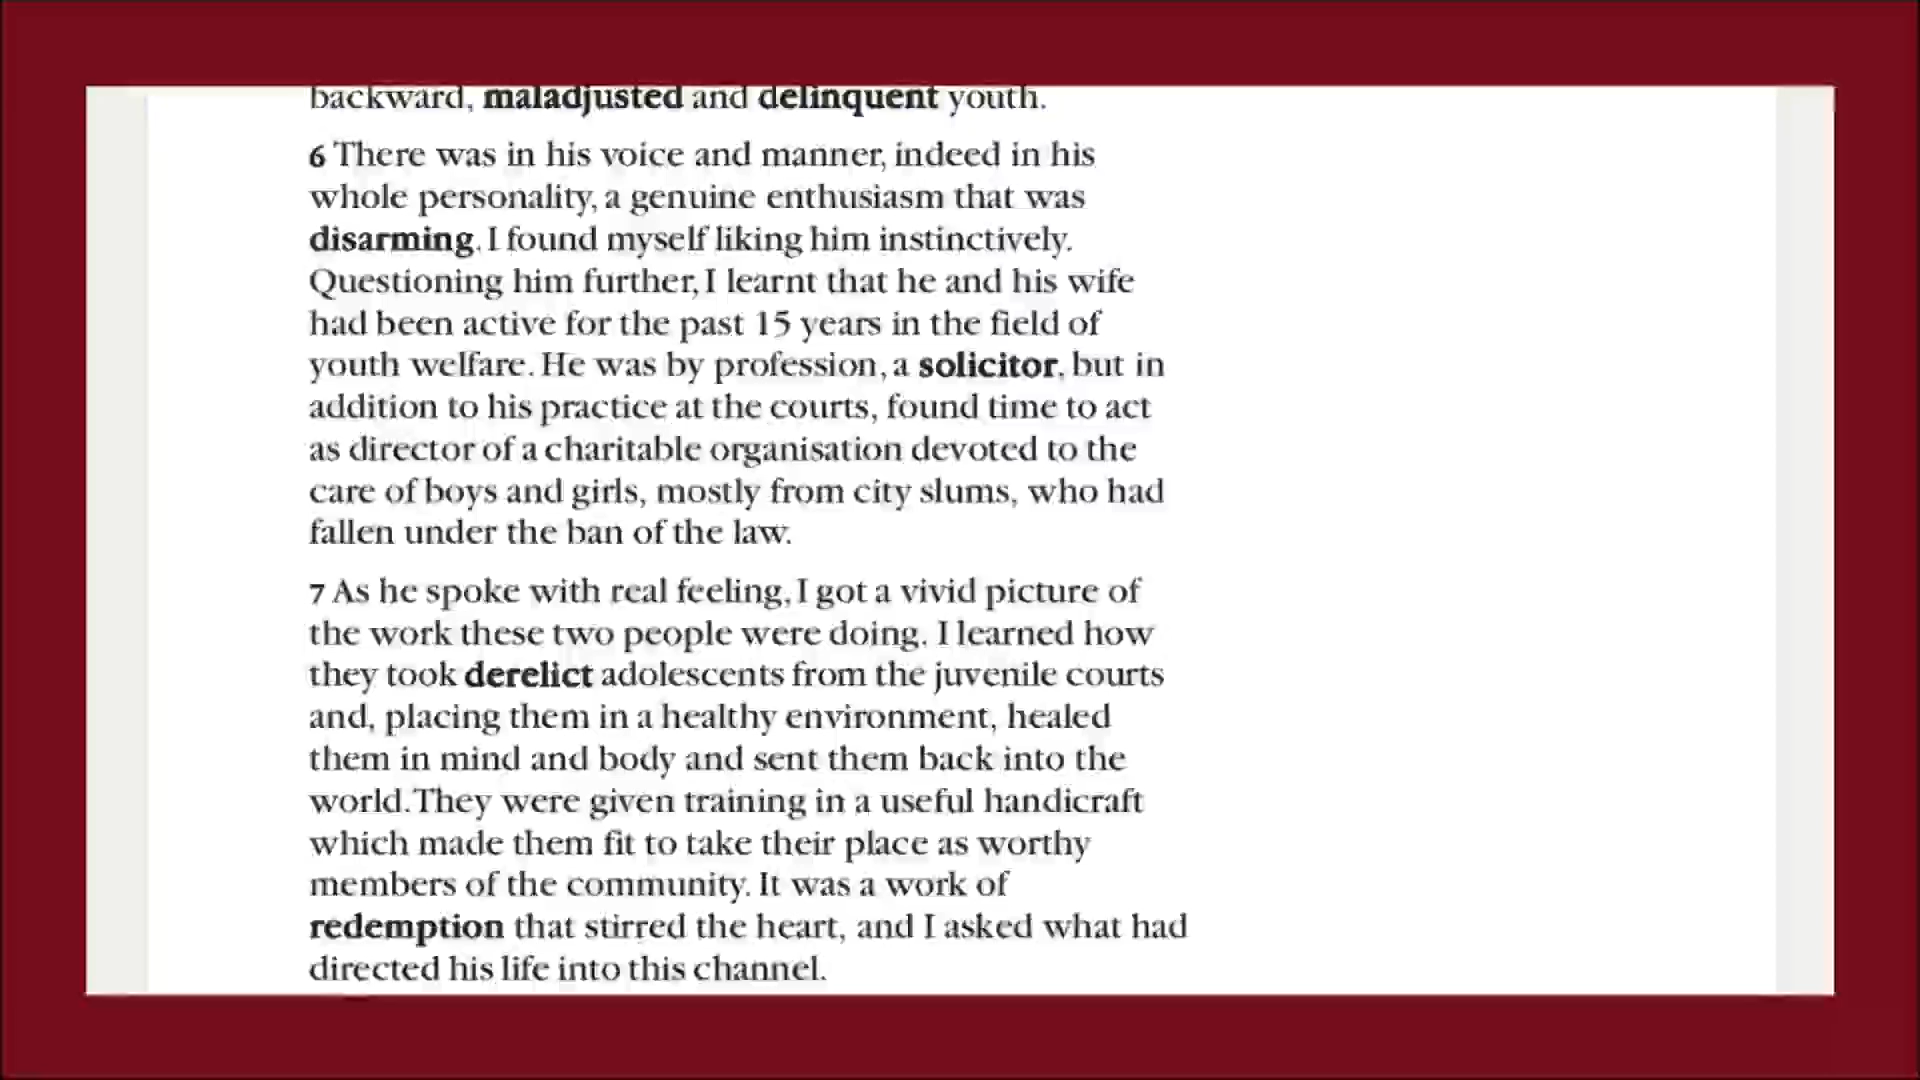 backward, maladjusted and delinquent youth.
6 There was in his voice and manner, indeed in his
whole personality, a genuine enthusiasm that was
disarming. I found myself liking him instinctively.
Questioning him further, I learnt that he and his wife
had been active for the past 15 years in the field of
youth welfare. He was by profession, a solicitor, but in
addition to his practice at the courts, found time to act
as director of a charitable organisation devoted to the
care of boys and girls, mostly from city slums, who had
fallen under the ban of the law.
7 As he spoke with real feeling, I got a vivid picture of
the work these two people were doing. I learned how
they took derelict adolescents from the juvenile courts
and, placing them in a healthy environment, healed
them in mind and body and sent them back into the
world. They were given training in a useful handicraft
which made them fit to take their place as worthy
members of the community. It was a work of
redemption that stirred the heart, and I asked what had
directed his life into this channel.